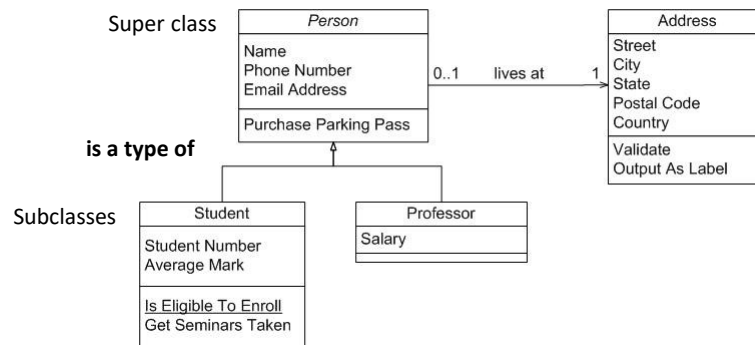 Super class
Person
Name
Phone Number
Email Address
Purchase Parking Pass
0..1 lives at 1
Address
Street
City
State
Postal Code
Country
Validate
Output As Label
is a type of
Subclasses
Student
Student Number
Average Mark
Is Eligible To Enroll
Get Seminars Taken
Professor
Salary